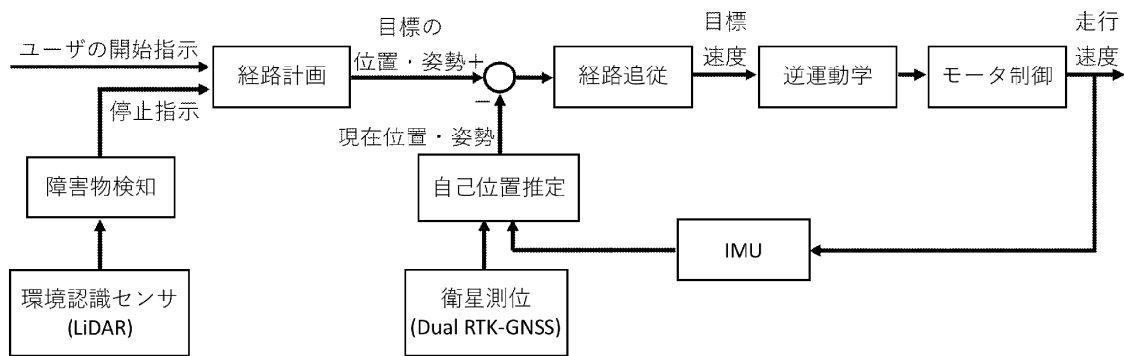 ユーザの開始指示
停止指示
経路計画
目標の
位置・姿勢
+
−
経路追従
目標
速度
逆運動学
モータ制御
走行
速度
現在位置・姿勢
障害物検知
自己位置推定
IMU
環境認識センサ
(LiDAR)
衛星測位
(Dual RTK-GNSS)